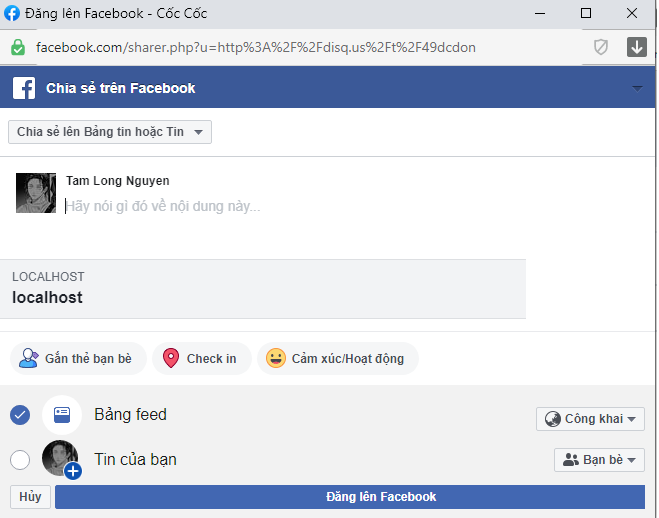 Đăng lên Facebook - Cốc Cốc
facebook.com/sharer.php?u=http%3A%2F%2Fdisq.us%2Ft%2F49dcdon
Chia sẻ trên Facebook
Chia sẻ lên Bảng tin hoặc Tin
Tam Long Nguyen
Hãy nói gì đó về nội dung này...
LOCALHOST
localhost
Gắn thẻ bạn bè
Check in
Cảm xúc/Hoạt động
Bảng feed
Công khai
Tin của bạn
Bạn bè
Hủy
Đăng lên Facebook